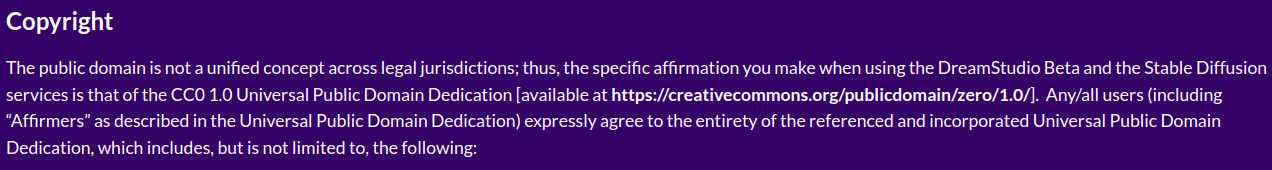 Copyright
The public domain is not a unified concept across legal jurisdictions; thus, the specific affirmation you make when using the DreamStudio Beta and the Stable Diffusion
services is that of the CC0 1.0 Universal Public Domain Dedication [available at https://creativecommons.org/publicdomain/zero/1.0/].  Any/all users (including
“Affirmers” as described in the Universal Public Domain Dedication) expressly agree to the entirety of the referenced and incorporated Universal Public Domain
Dedication, which includes, but is not limited to, the following: